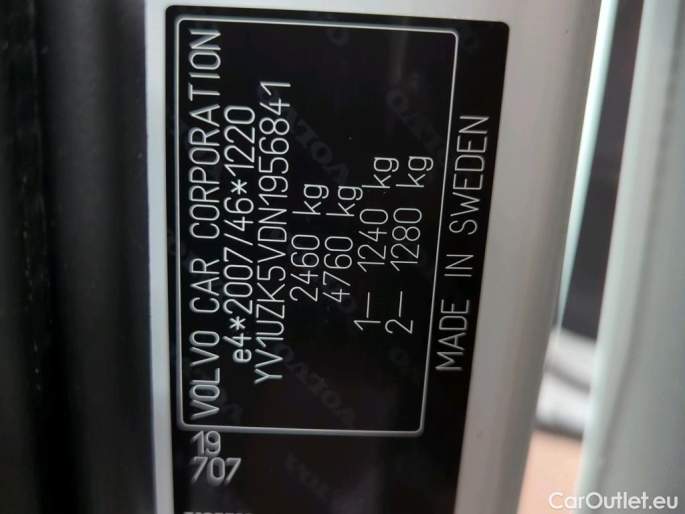 VOLVO CAR CORPORATION
e4*2007/46*1220
YV1UZK5VDN1956841
2460 kg
4760 kg
1– 1240 kg
2– 1280 kg
MADE IN SWEDEN
19
707
CarOutlet.eu